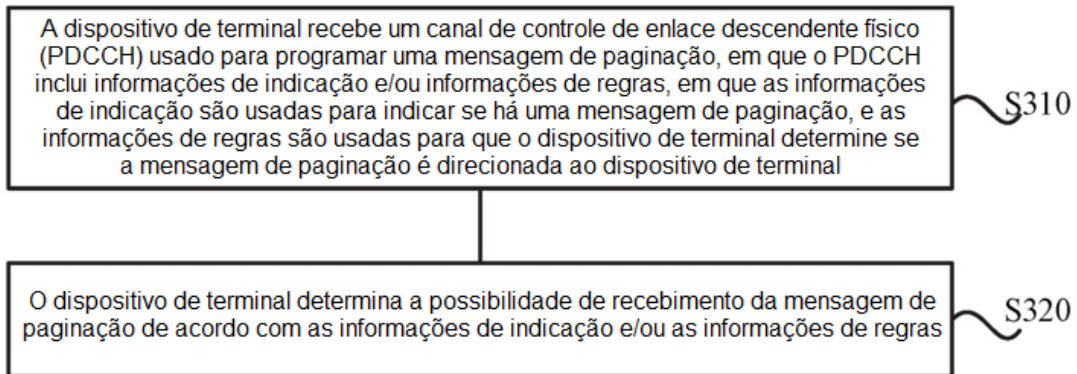 A dispositivo de terminal recebe um canal de controle de enlace descendente físico
(PDCCH) usado para programar uma mensagem de paginação, em que o PDCCH
inclui informações de indicação e/ou informações de regras, em que as informações
de indicação são usadas para indicar se há uma mensagem de paginação, e as
informações de regras são usadas para que o dispositivo de terminal determine se
a mensagem de paginação é direcionada ao dispositivo de terminal
S310
O dispositivo de terminal determina a possibilidade de recebimento da mensagem de
paginação de acordo com as informações de indicação e/ou as informações de regras
S320